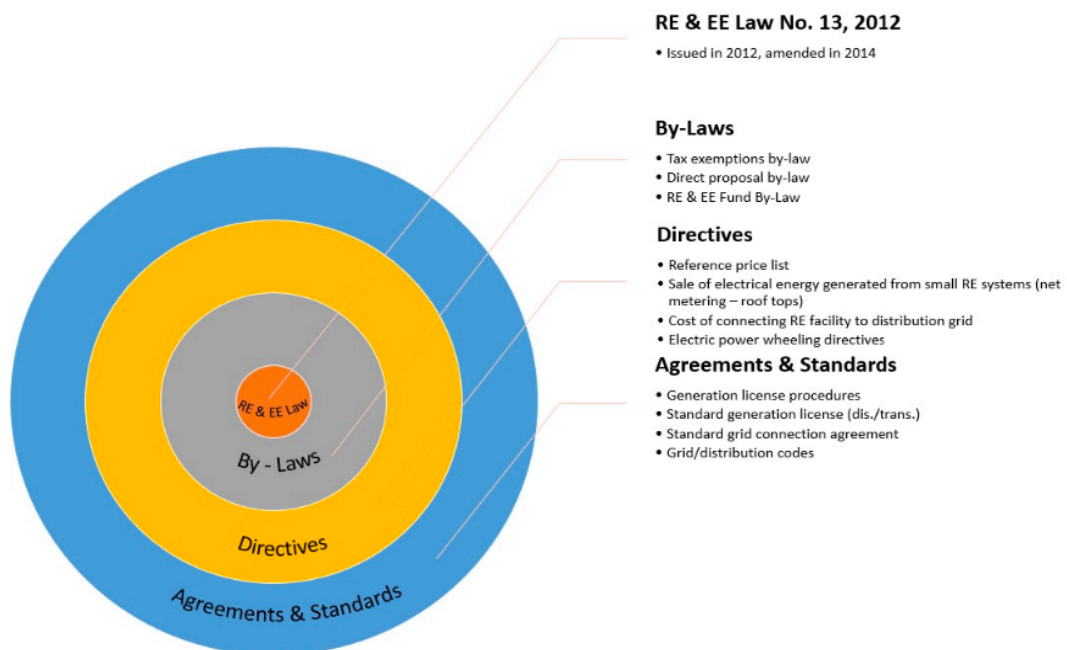 RE & EE Law No. 13, 2012
• Issued in 2012, amended in 2014
By-Laws
• Tax exemptions by-law
• Direct proposal by-law
• RE & EE Fund By-Law
Directives
• Reference price list
• Sale of electrical energy generated from small RE systems (net
metering – roof tops)
• Cost of connecting RE facility to distribution grid
• Electric power wheeling directives
Agreements & Standards
• Generation license procedures
• Standard generation license (dis./trans.)
• Standard grid connection agreement
• Grid/distribution codes
RE & EE Law
By - Laws
Directives
Agreements & Standards